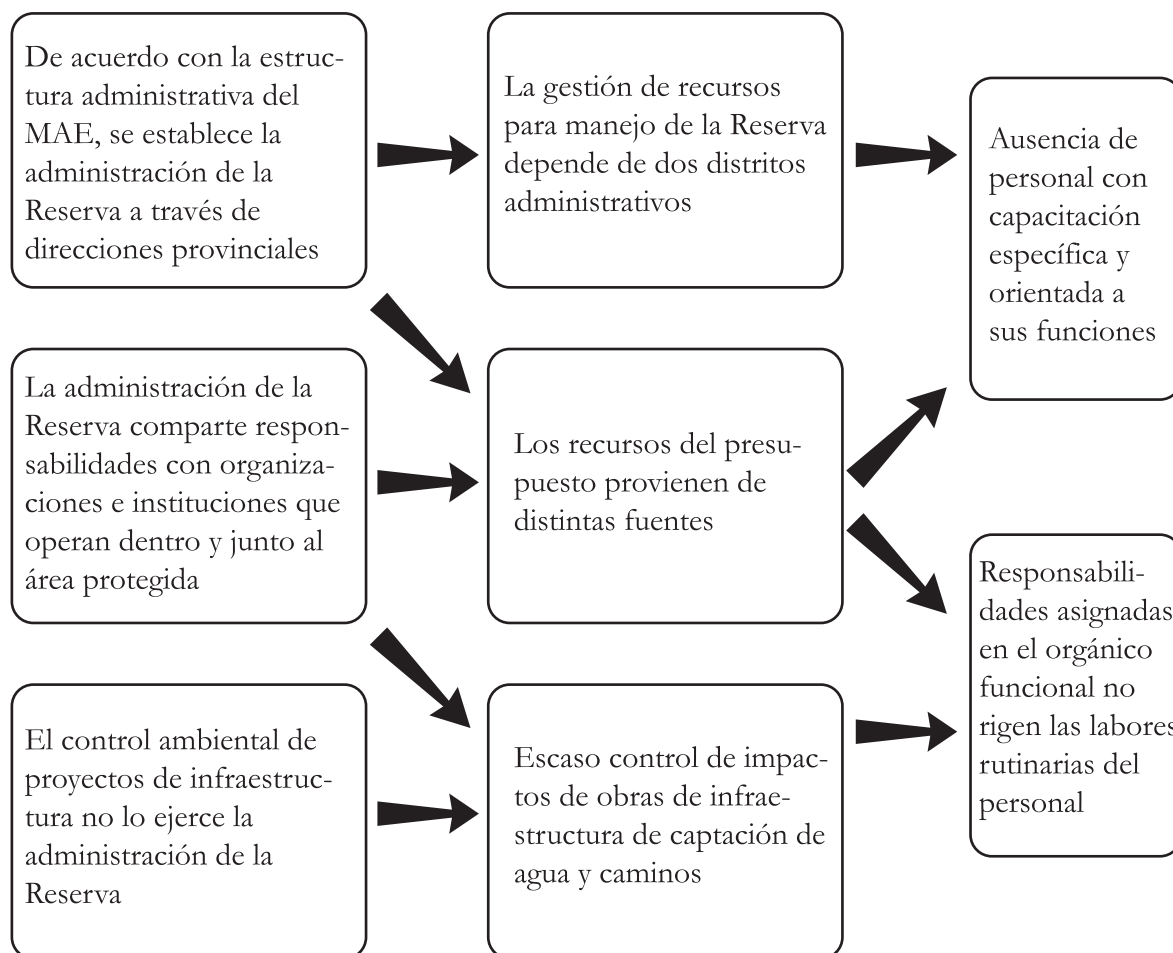 De acuerdo con la estruc-
tura administrativa del
MAE, se establece la
administración de la
Reserva a través de
direcciones provinciales
La gestión de recursos
para manejo de la Reserva
depende de dos distritos
administrativos
Ausencia de
personal con
capacitación
específica y
orientada a
sus funciones
La administración de la
Reserva comparte respon-
sabilidades con organiza-
ciones e instituciones que
operan dentro y junto al
área protegida
Los recursos del presu-
puesto provienen de
distintas fuentes
Responsabili-
dades asignadas
en el orgánico
funcional no
rigen las labores
rutinarias del
personal
El control ambiental de
proyectos de infraestruc-
tura no lo ejerce la
administración de la
Reserva
Escaso control de impac-
tos de obras de infrae-
structura de captación de
agua y caminos